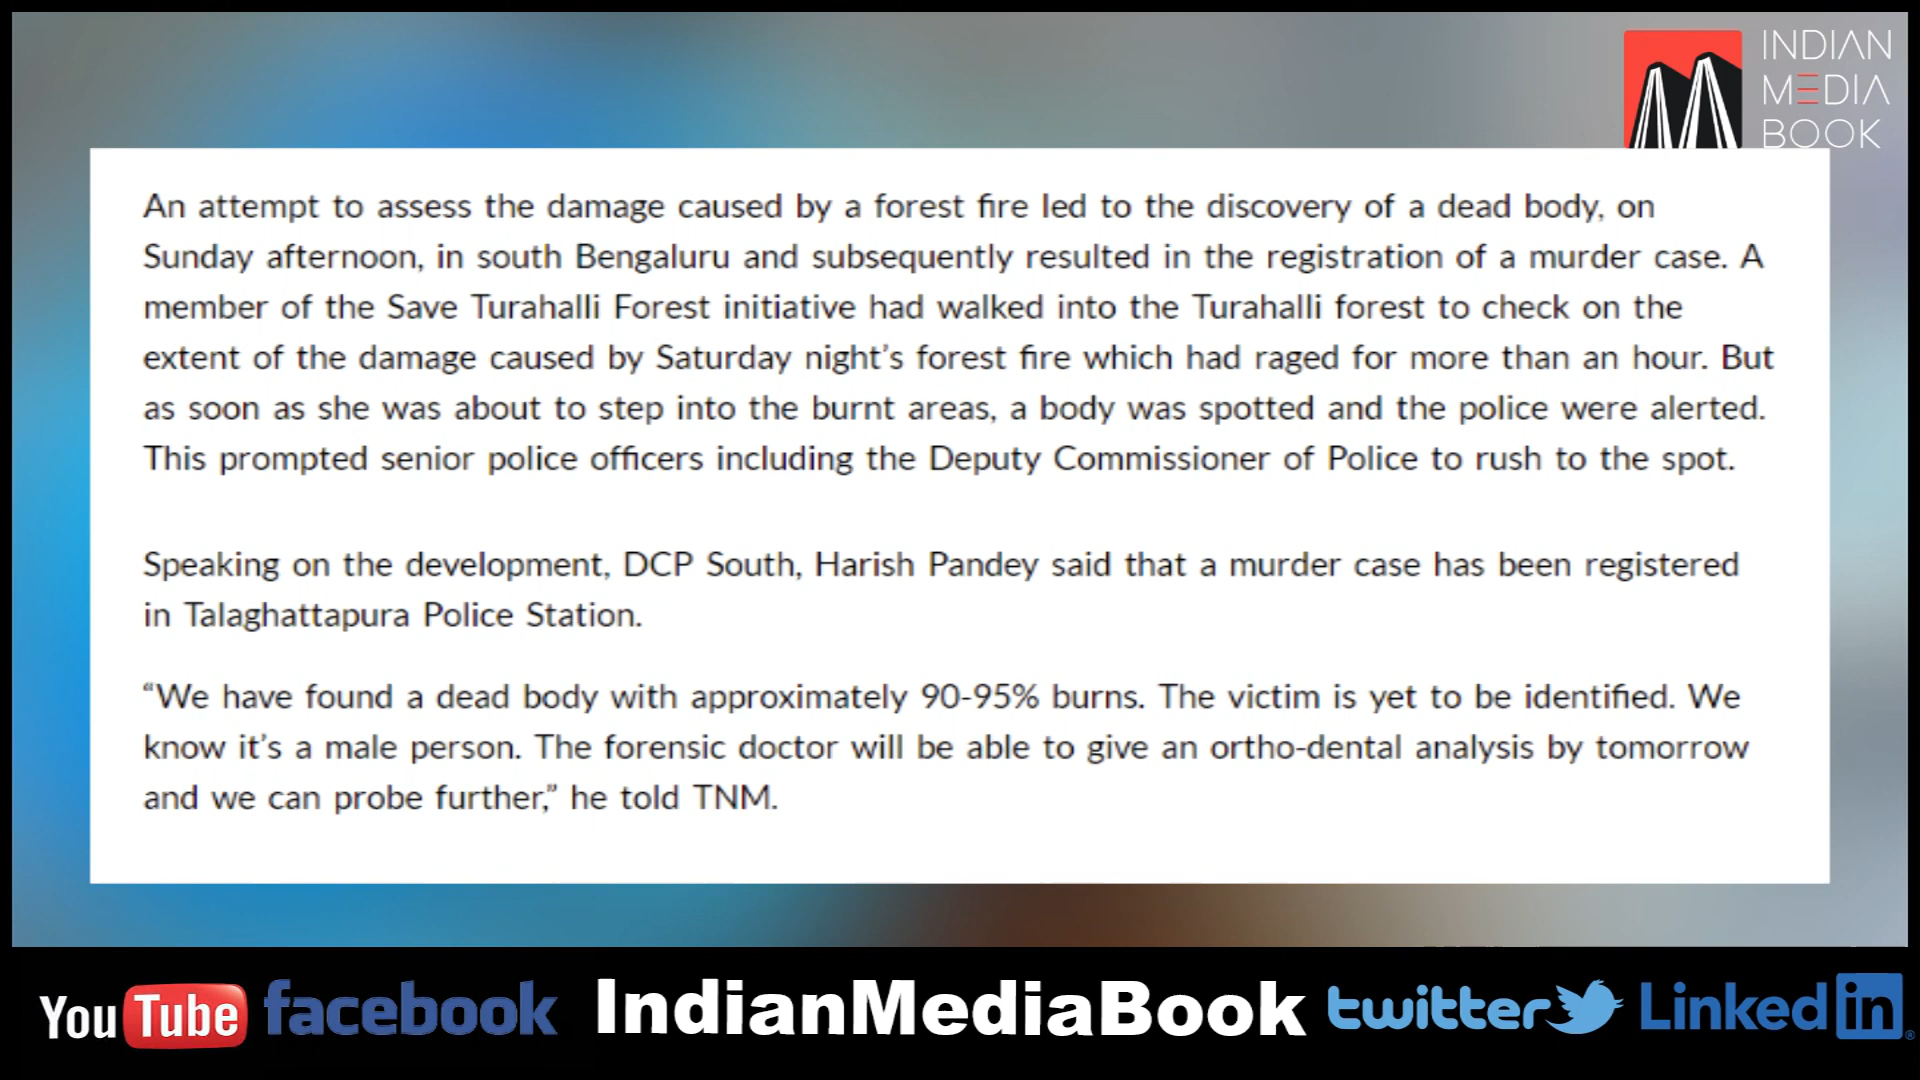 INDIAN
MEDIA
BOOK
An attempt to assess the damage caused by a forest fire led to the discovery of a dead body, on
Sunday afternoon, in south Bengaluru and subsequently resulted in the registration of a murder case. A
member of the Save Turahalli Forest initiative had walked into the Turahalli forest to check on the
extent of the damage caused by Saturday night’s forest fire which had raged for more than an hour. But
as soon as she was about to step into the burnt areas, a body was spotted and the police were alerted.
This prompted senior police officers including the Deputy Commissioner of Police to rush to the spot.
Speaking on the development, DCP South, Harish Pandey said that a murder case has been registered
in Talaghattapura Police Station.
“We have found a dead body with approximately 90-95% burns. The victim is yet to be identified. We
know it’s a male person. The forensic doctor will be able to give an ortho-dental analysis by tomorrow
and we can probe further,” he told TNM.
YouTube facebook IndianMediaBook twitter Linked in ®